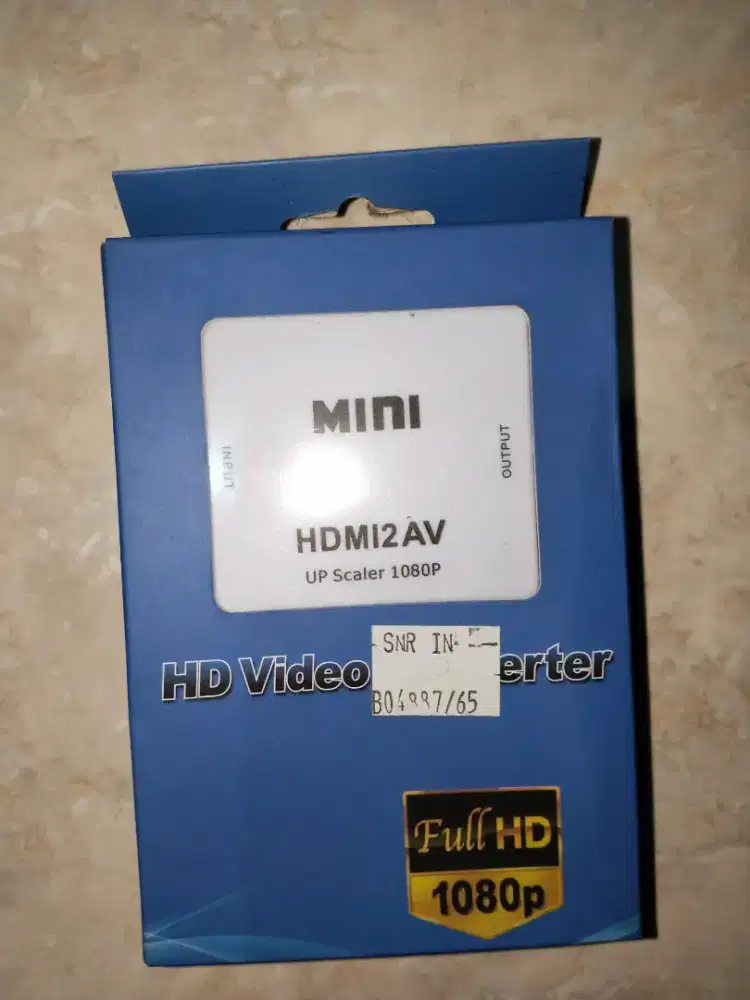 MINI
INPUT
OUTPUT
HDMI2AV
UP Scaler 1080P
SNR IN
HD Video erter
B04887/65
Full HD
1080p